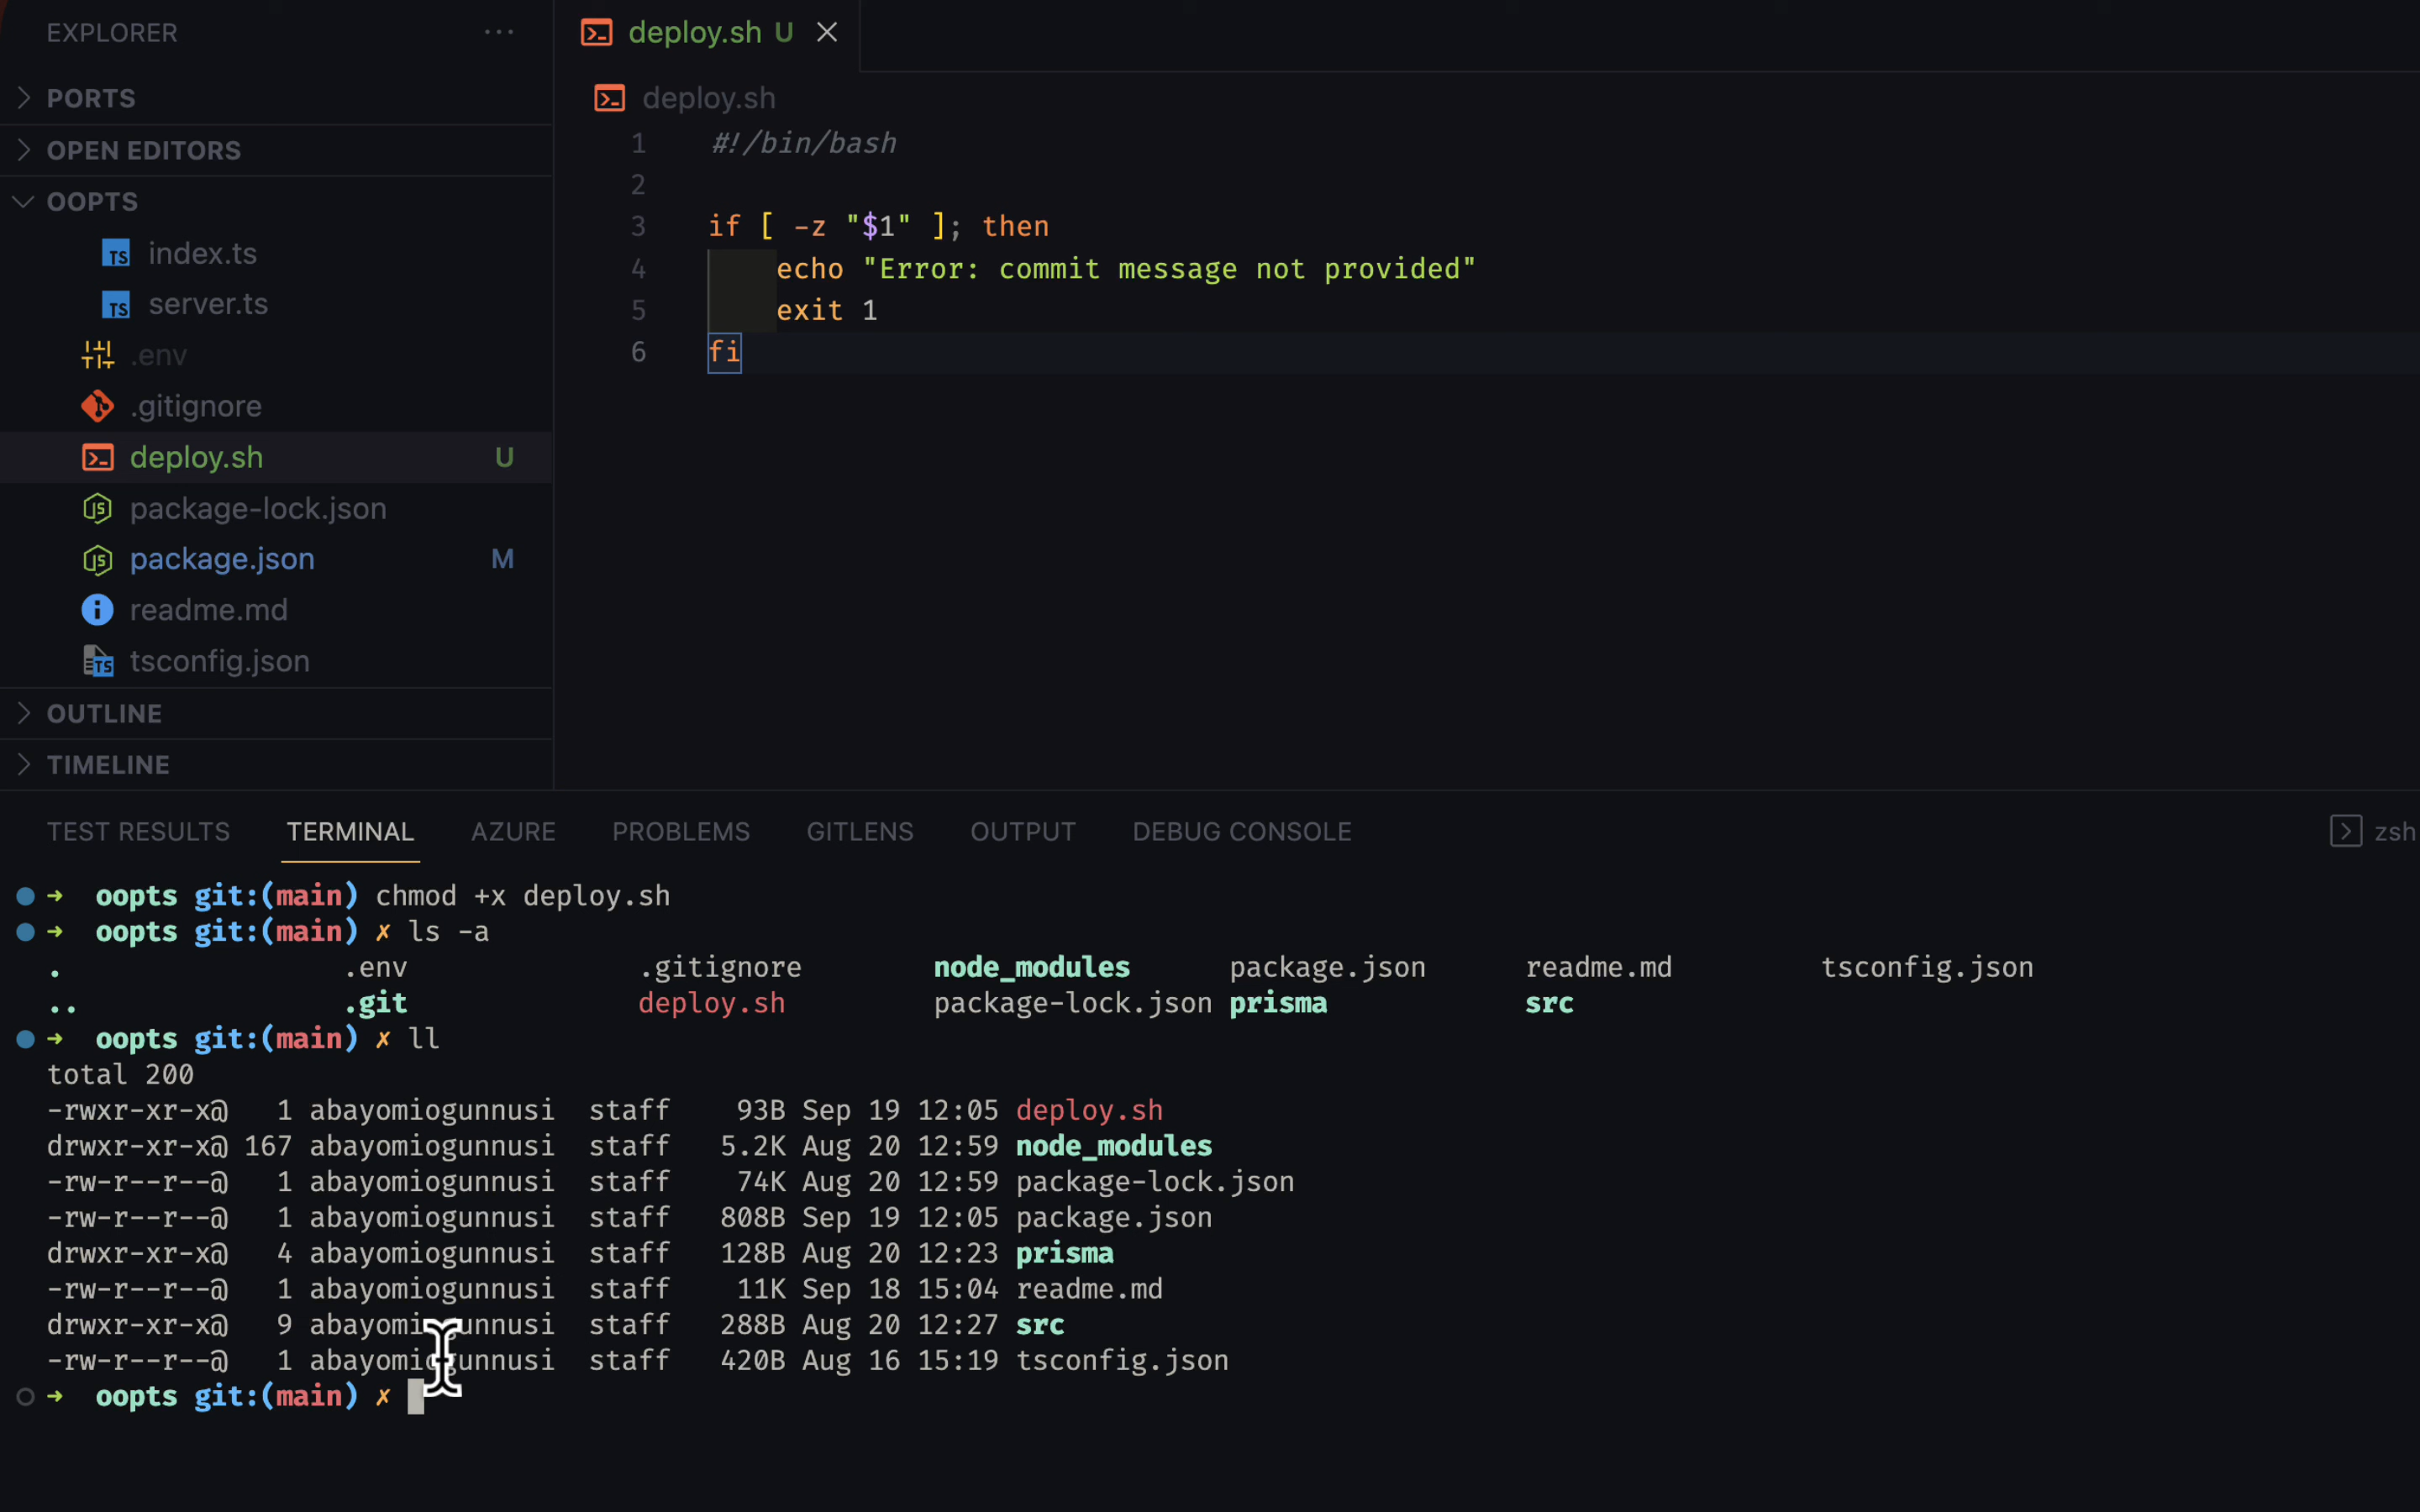 EXPLORER ···
PORTS
OPEN EDITORS
OOPTS
TS index.ts
TS server.ts
.env
.gitignore
deploy.sh U
JS package-lock.json
JS package.json M
readme.md
TS tsconfig.json
OUTLINE
TIMELINE
deploy.sh U
deploy.sh
1 #!/bin/bash
2
3 if [ -z "$1" ]; then
4 echo "Error: commit message not provided"
5 exit 1
6 fi
TEST RESULTS TERMINAL AZURE PROBLEMS GITLENS OUTPUT DEBUG CONSOLE zsh
➜ oopts git:(main) chmod +x deploy.sh
➜ oopts git:(main) ✗ ls -a
. .env .gitignore node_modules package.json readme.md tsconfig.json
.. .git deploy.sh package-lock.json prisma src
➜ oopts git:(main) ✗ ll
total 200
-rwxr-xr-x@ 1 abayomiogunnusi staff 93B Sep 19 12:05 deploy.sh
drwxr-xr-x@ 167 abayomiogunnusi staff 5.2K Aug 20 12:59 node_modules
-rw-r--r--@ 1 abayomiogunnusi staff 74K Aug 20 12:59 package-lock.json
-rw-r--r--@ 1 abayomiogunnusi staff 808B Sep 19 12:05 package.json
drwxr-xr-x@ 4 abayomiogunnusi staff 128B Aug 20 12:23 prisma
-rw-r--r--@ 1 abayomiogunnusi staff 11K Sep 18 15:04 readme.md
drwxr-xr-x@ 9 abayomiogunnusi staff 288B Aug 20 12:27 src
-rw-r--r--@ 1 abayomiogunnusi staff 420B Aug 16 15:19 tsconfig.json
➜ oopts git:(main) ✗